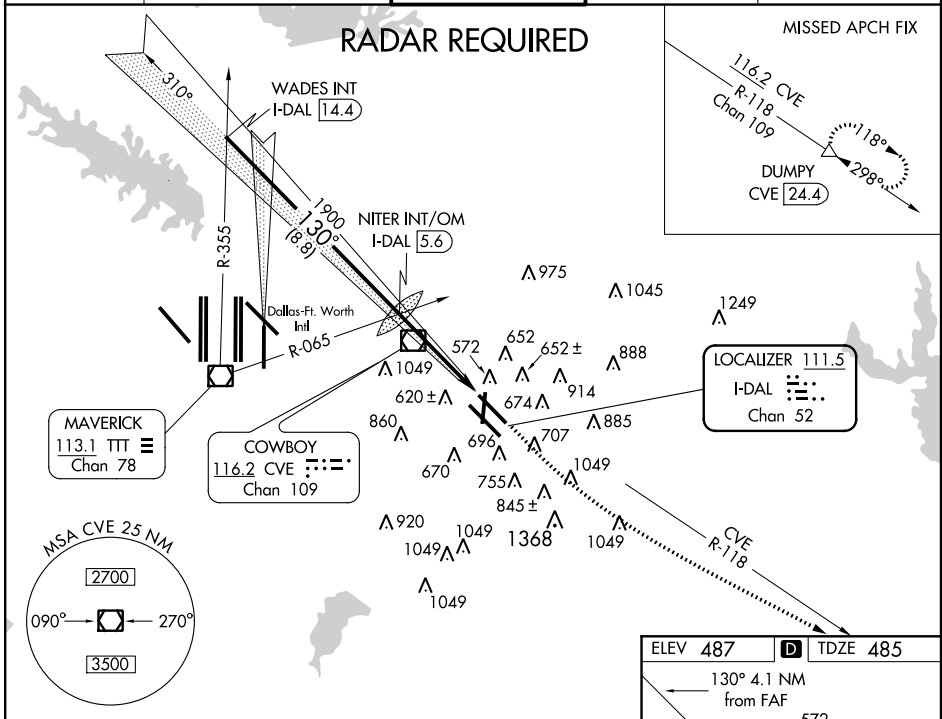 RADAR REQUIRED
MISSED APCH FIX
116.2 CVE
R-118
Chan 109
118°
298°
DUMPY
CVE 24.4
310°
WADES INT
I-DAL 14.4
1900
130°
(8.8)
NITER INT/OM
I-DAL 5.6
R-355
Dallas-Ft. Worth
Intl
R-065
975
1045
1249
572
652
652 ±
888
1049
620 ±
674
914
860
696
707
885
670
755
1049
845 ±
920
1049
1049
1368
1049
1049
LOCALIZER 111.5
I-DAL
Chan 52
MAVERICK
113.1 TTT
Chan 78
COWBOY
116.2 CVE
Chan 109
CVE
R-118
MSA CVE 25 NM
2700
090°
270°
3500
ELEV 487 D TDZE 485
130° 4.1 NM
from FAF